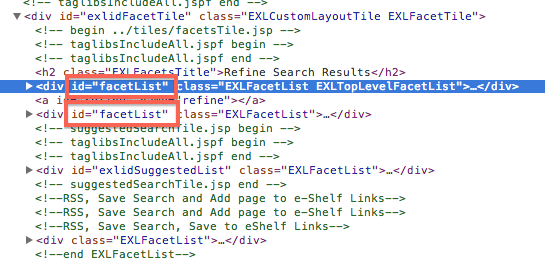 <!-- taglibsIncludeAll.jspf end -->
▼<div id="exlidFacetTile" class="EXLCustomLayoutTile EXLFacetTile">
<!-- begin ../tiles/facetsTile.jsp -->
<!-- taglibsIncludeAll.jspf begin -->
<!-- taglibsIncludeAll.jspf end -->
<h2 class="EXLFacetsTitle">Refine Search Results</h2>
▶<div id="facetList" class="EXLFacetList EXLTopLevelFacetList">…</div>
<a refine"></a>
▶<div id="facetList" class="EXLFacetList">…</div>
<!-- suggestedSearchTile.jsp begin -->
<!-- taglibsIncludeAll.jspf begin -->
<!-- taglibsIncludeAll.jspf end -->
▶<div id="exlidSuggestedList" class="EXLFacetList">…</div>
<!-- suggestedSearchTile.jsp end -->
<!--RSS, Save Search and Add page to e-Shelf Links-->
<!--RSS, Save Search and Add page to e-Shelf Links-->
<!--RSS, Save Search, Save to eShelf Links-->
▶<div class="EXLFacetList">…</div>
<!--end EXLFacetList-->